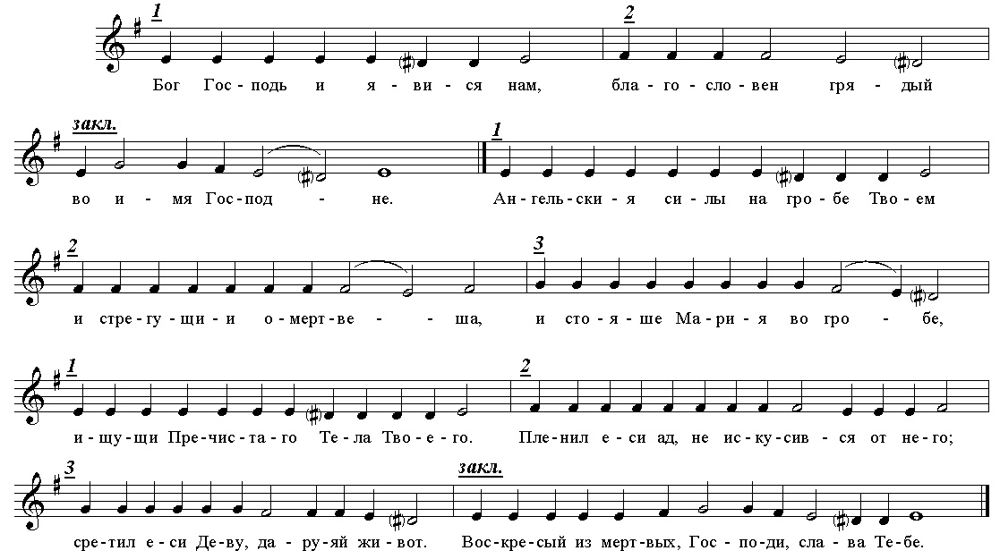 1 2
Бог Гос - подь и я - ви - ся нам, бла - го - сло - вен гря - дый
закл. 1
во и - мя Гос - под - не. Ан - гель - ски - я си - лы на гро - бе Тво - ем
2 3
и стре - гу - щи - и о - мерт - ве - ша, и сто - я - ше Ма - ри - я во гро - бе,
1 2
и - щу - щи Пре - чис - та - го Те - ла Тво - е - го. Пле - нил е - си ад, не ис - ку - сив - ся от не - го;
3 закл.
сре - тил е - си Де - ву, да - ру - яй жи - вот. Вос - кре - сый из мерт - вых, Гос - по - ди, сла - ва Те - бе.